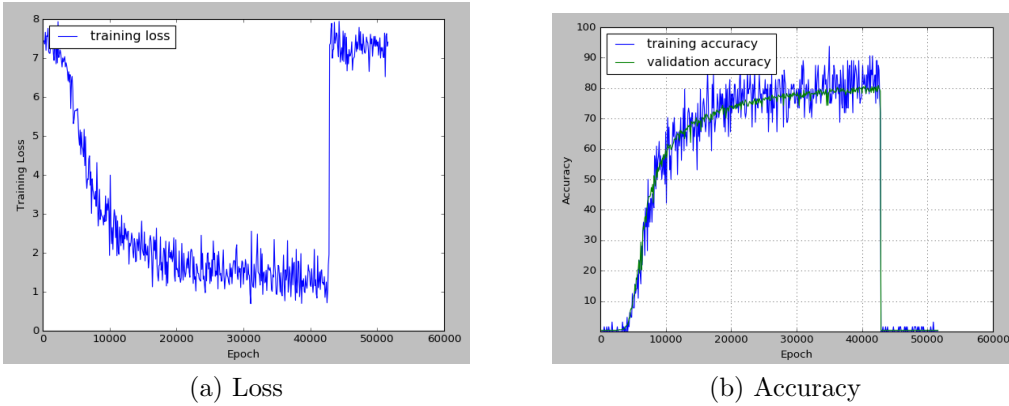 training loss
8
7
6
5
4
3
2
1
0
Training Loss
0 10000 20000 30000 40000 50000 60000
Epoch
(a) Loss
training accuracy
validation accuracy
100
90
80
70
60
50
40
30
20
10
Accuracy
0 10000 20000 30000 40000 50000 60000
Epoch
(b) Accuracy